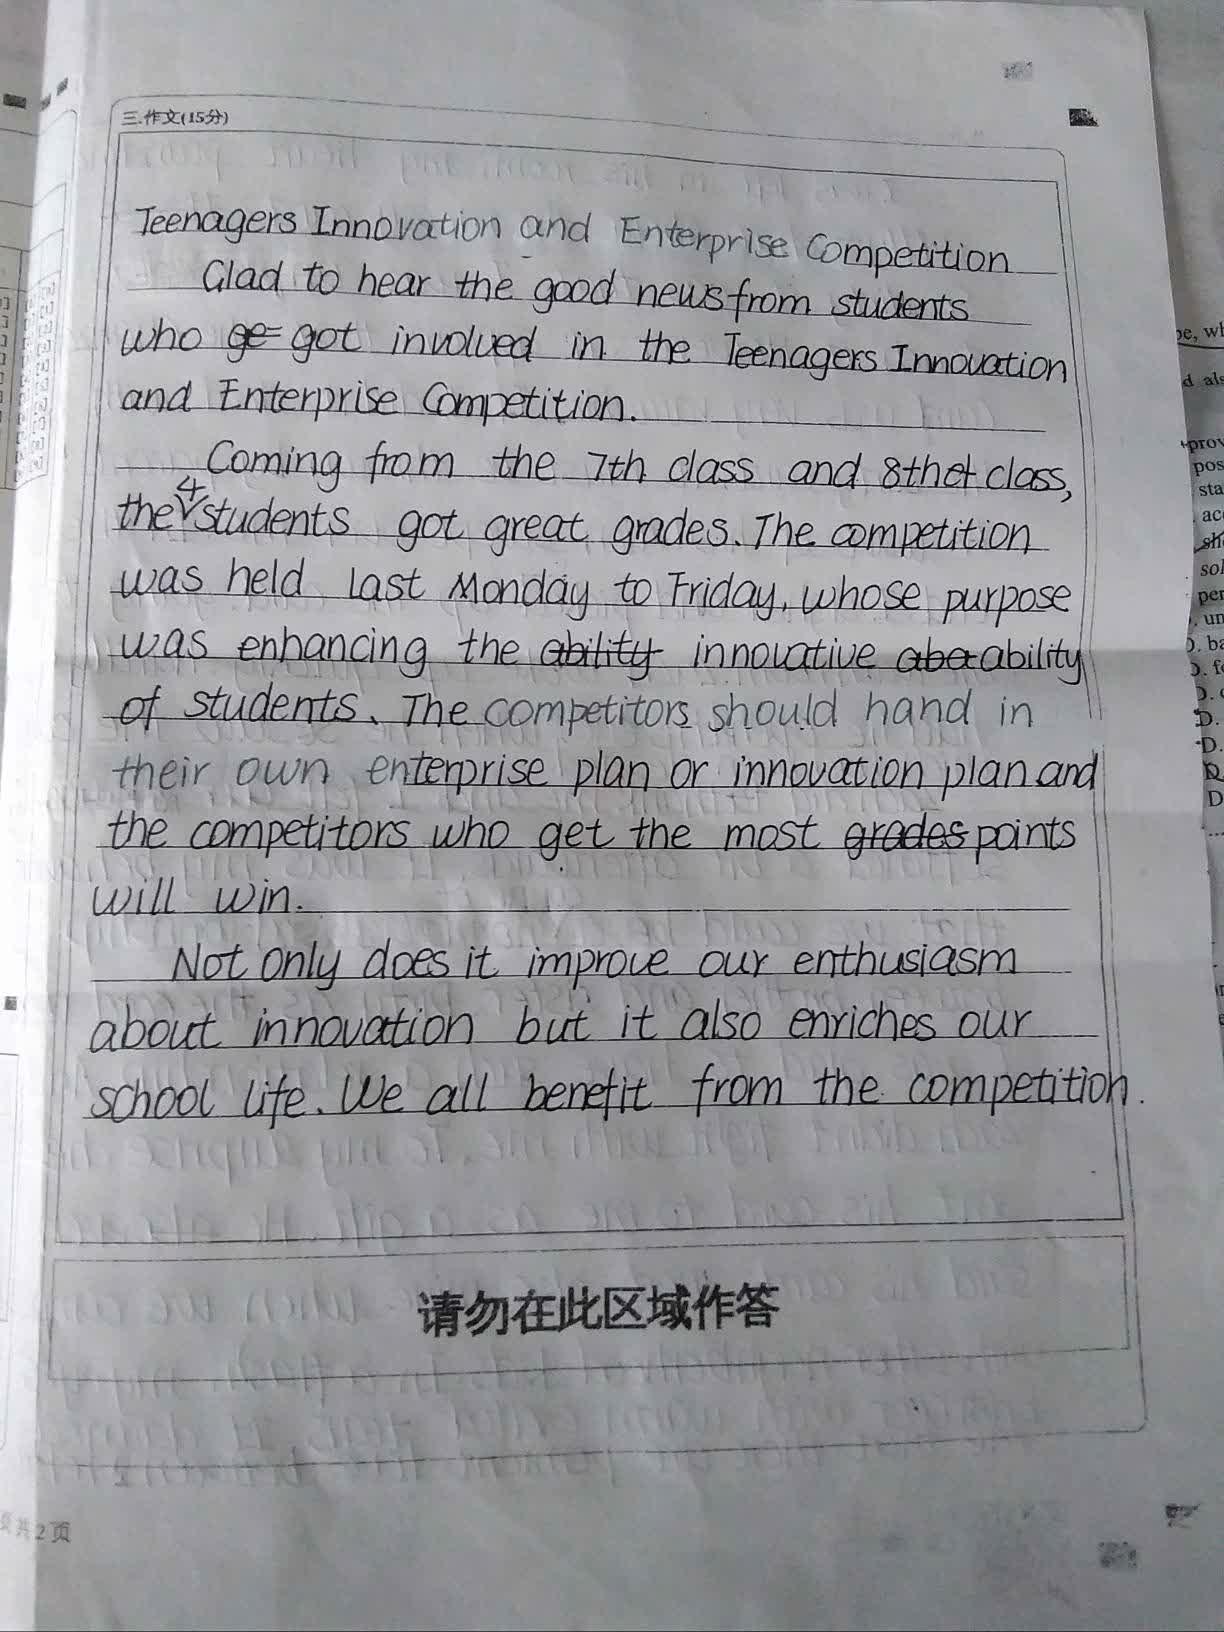 三.作文(15分)
Teenagers Innovation and Enterprise Competition
Glad to hear the good news from students
who ge got involved in the Teenagers Innovation
and Enterprise Competition.
Coming from the 7th class and 8th class,
the 4 students got great grades. The competition
was held last Monday to Friday, whose purpose
was enhancing the ability innovative aba ability
of students. The competitors should hand in
their own enterprise plan or innovation plan and
the competitors who get the most grades points
will win.
Not only does it improve our enthusiasm
about innovation but it also enriches our
school life. We all benefit from the competition.
请勿在此区域作答
共2页